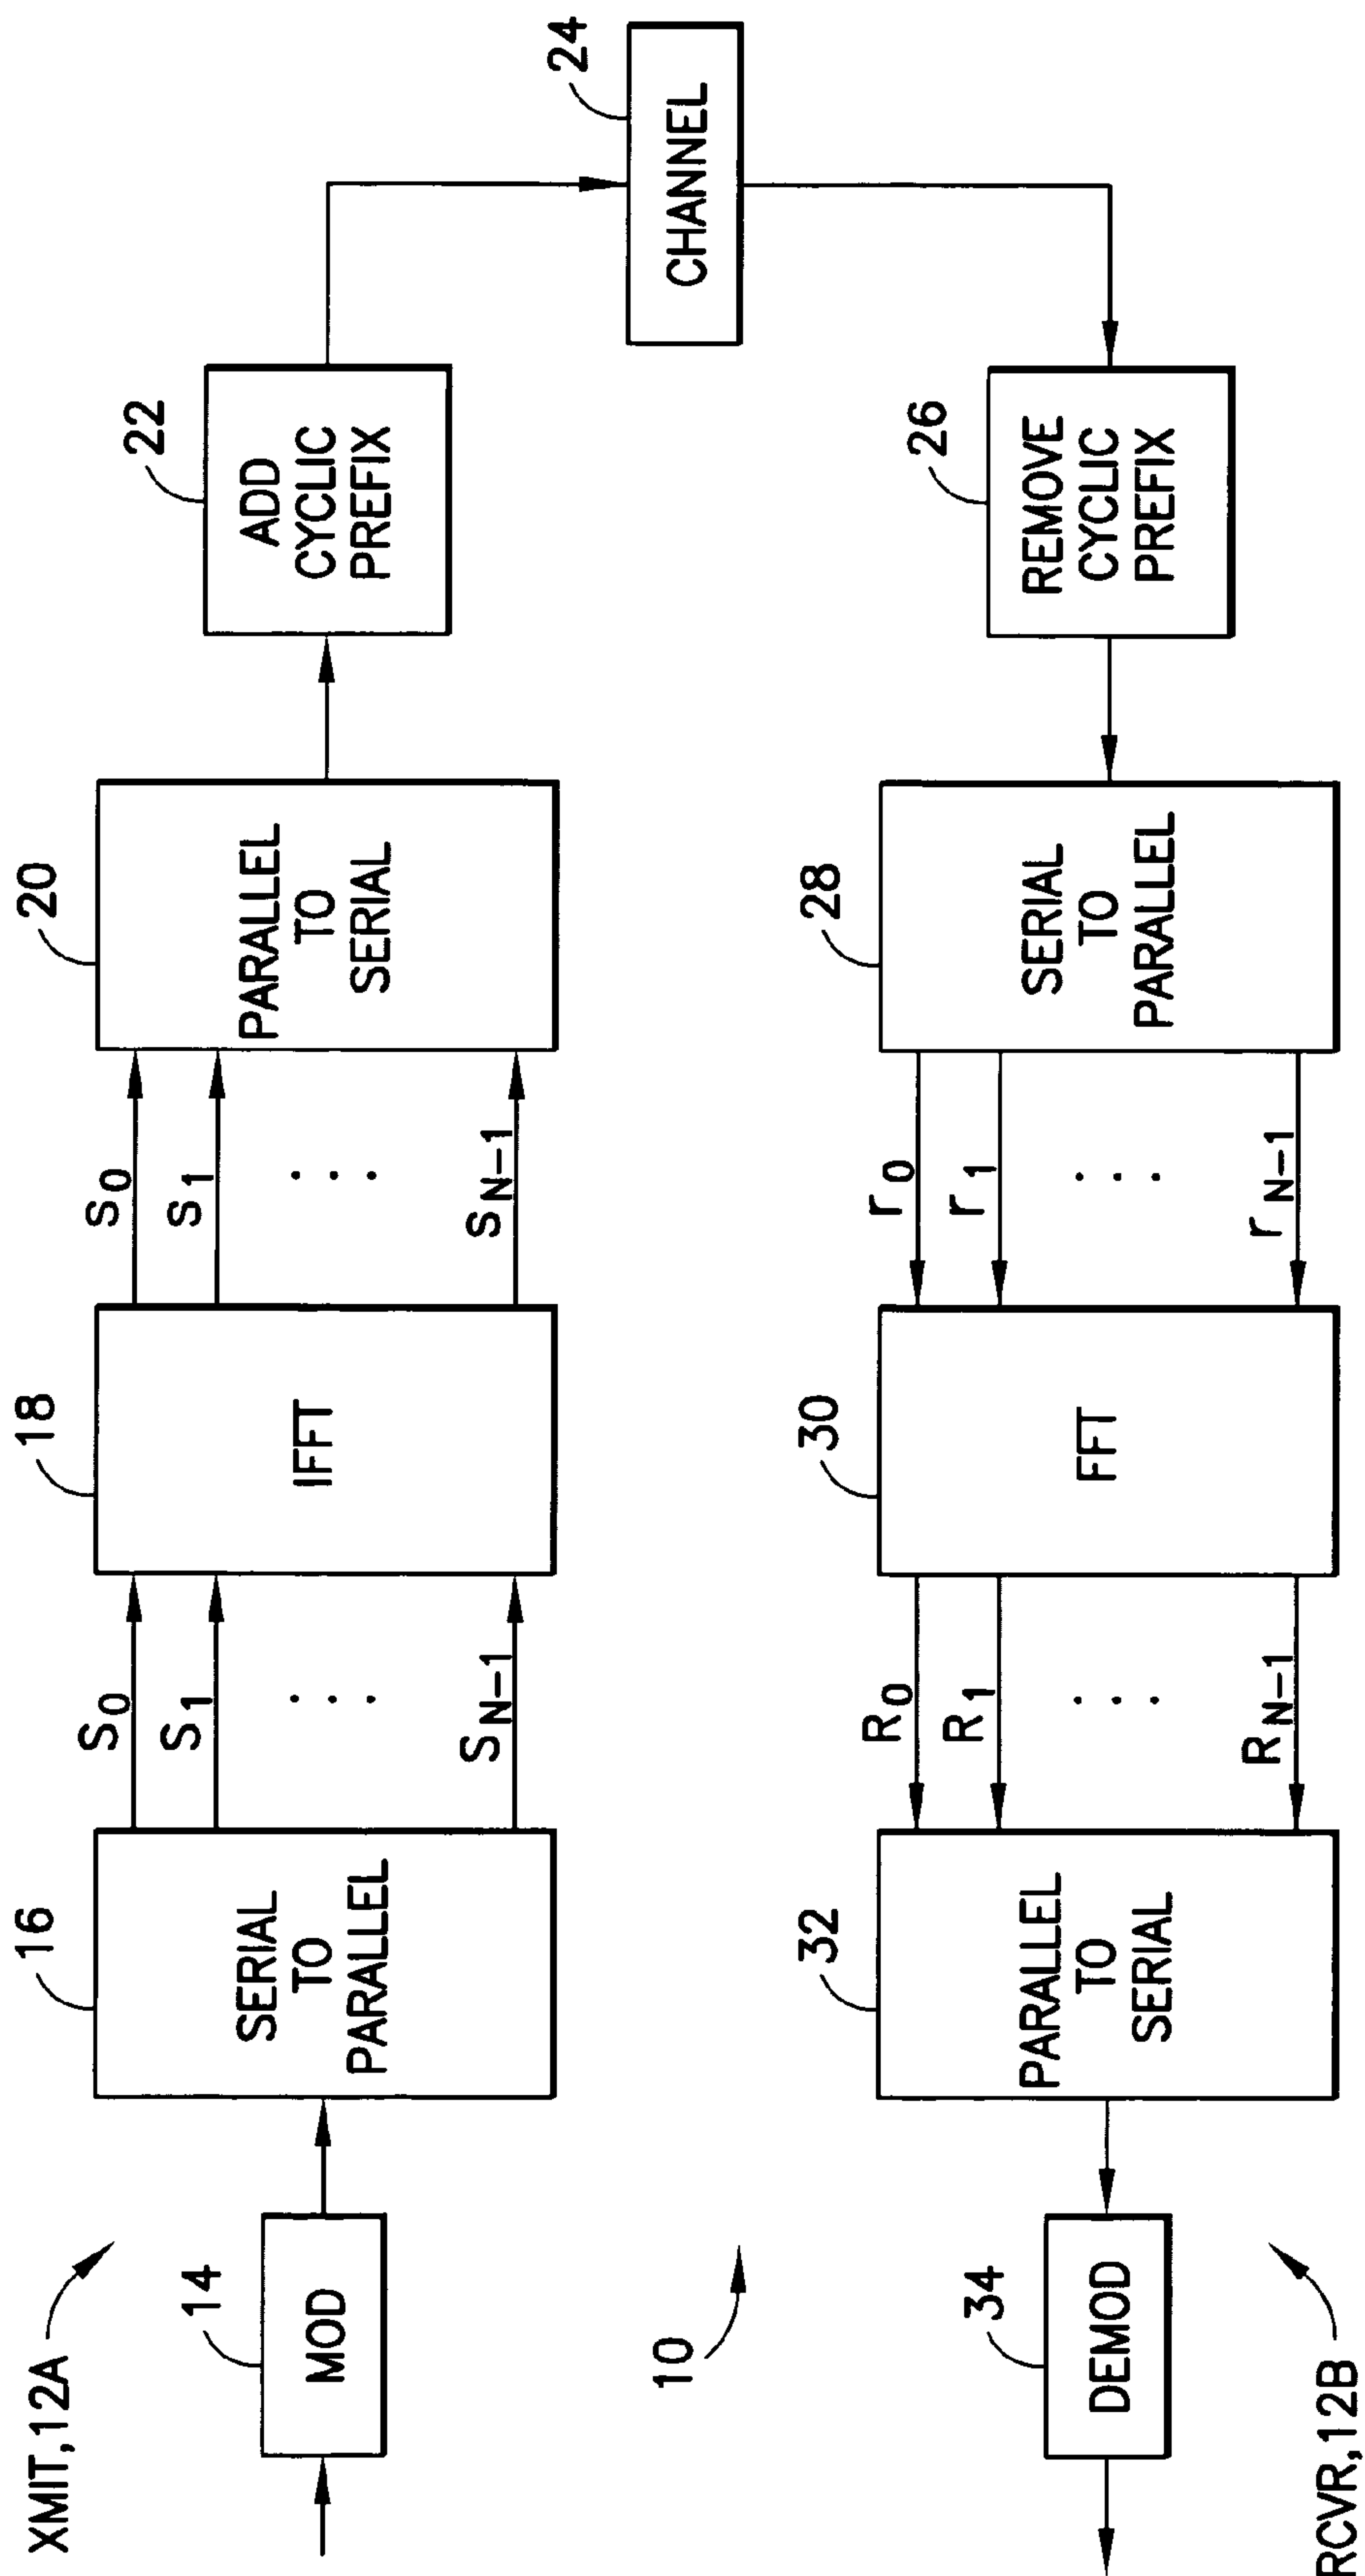 XMIT,12A
14
MOD
16
SERIAL
TO
PARALLEL
S0
S1
. . .
SN-1
18
IFFT
s0
s1
. . .
sN-1
20
PARALLEL
TO
SERIAL
22
ADD
CYCLIC
PREFIX
24
CHANNEL
10
RCVR,12B
34
DEMOD
32
PARALLEL
TO
SERIAL
R0
R1
. . .
RN-1
30
FFT
r0
r1
. . .
rN-1
28
SERIAL
TO
PARALLEL
26
REMOVE
CYCLIC
PREFIX